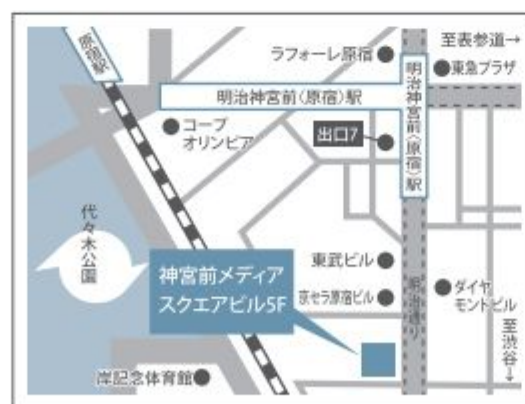 原宿駅
ラフォーレ原宿
至表参道→
東急プラザ
明治神宮前(原宿)駅
明治神宮前(原宿)駅
コープ
オリンピア
出口7
代々木公園
神宮前メディア
スクエアビル5F
東武ビル
京セラ原宿ビル
明治通り
ダイヤ
モンドビル
至渋谷↓
岸記念体育館